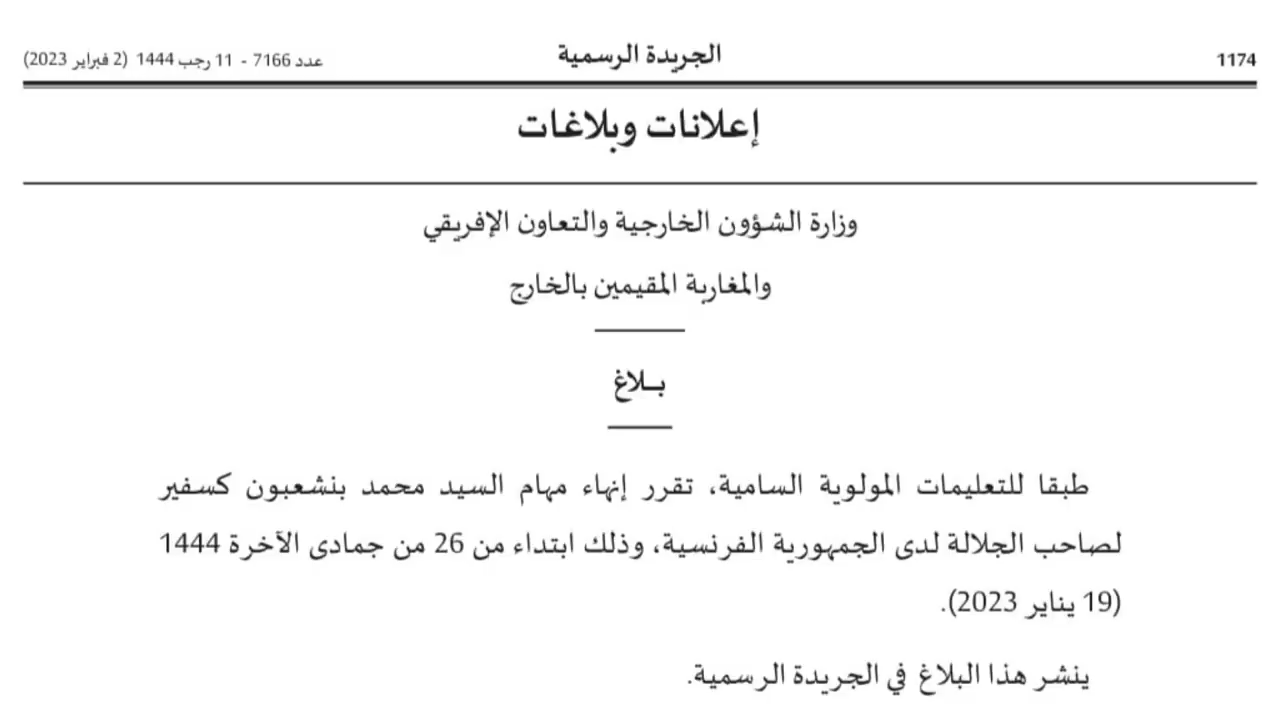 1174
الجريدة الرسمية
عدد 7166 - 11 رجب 1444 (2 فبراير 2023)
إعلانات وبلاغات
وزارة الشؤون الخارجية والتعاون الإفريقي
والمغاربة المقيمين بالخارج
بـلاغ
طبقا للتعليمات المولوية السامية، تقرر إنهاء مهام السيد محمد بنشعبون كسفير
لصاحب الجلالة لدى الجمهورية الفرنسية، وذلك ابتداء من 26 من جمادى الآخرة 1444
(19 يناير 2023).
ينشر هذا البلاغ في الجريدة الرسمية.